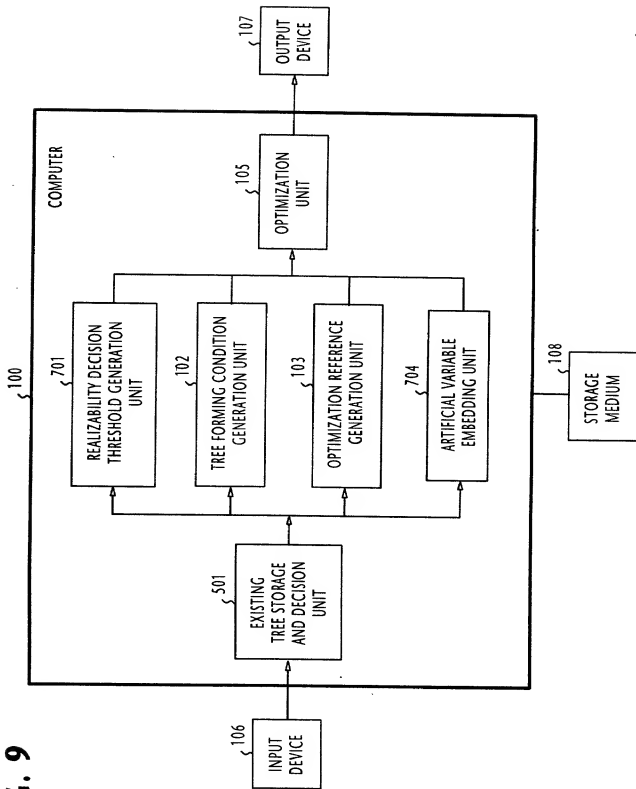 . 9
100
COMPUTER
106
INPUT
DEVICE
501
EXISTING
TREE STORAGE
AND DECISION
UNIT
701
REALIZABILITY DECISION
THRESHOLD GENERATION
UNIT
102
TREE FORMING CONDITION
GENERATION UNIT
103
OPTIMIZATION REFERENCE
GENERATION UNIT
704
ARTIFICIAL VARIABLE
EMBEDDING UNIT
105
OPTIMIZATION
UNIT
107
OUTPUT
DEVICE
108
STORAGE
MEDIUM